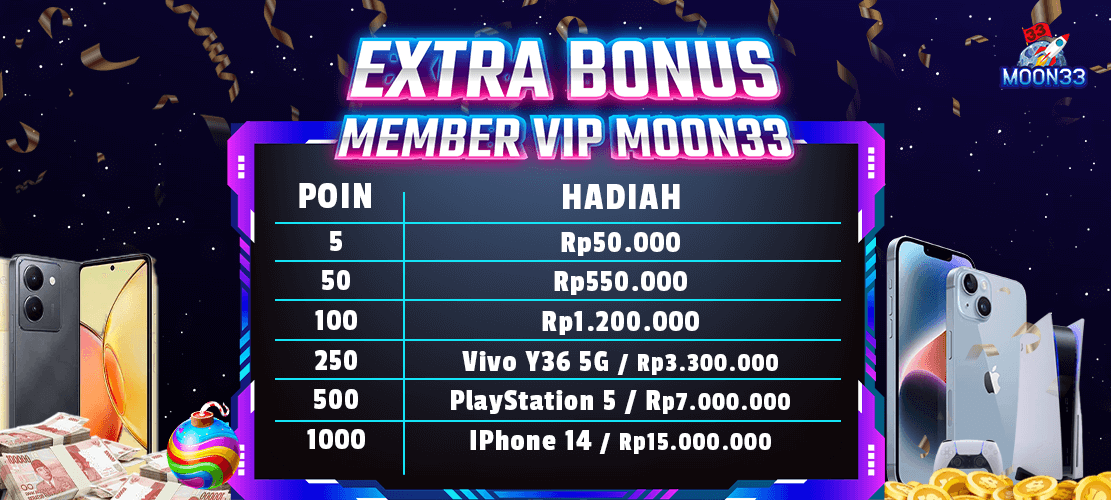 33
MOON33
EXTRA BONUS
MEMBER VIP MOON33
POIN HADIAH
5 Rp50.000
50 Rp550.000
100 Rp1.200.000
250 Vivo Y36 5G / Rp3.300.000
500 PlayStation 5 / Rp7.000.000
1000 IPhone 14 / Rp15.000.000